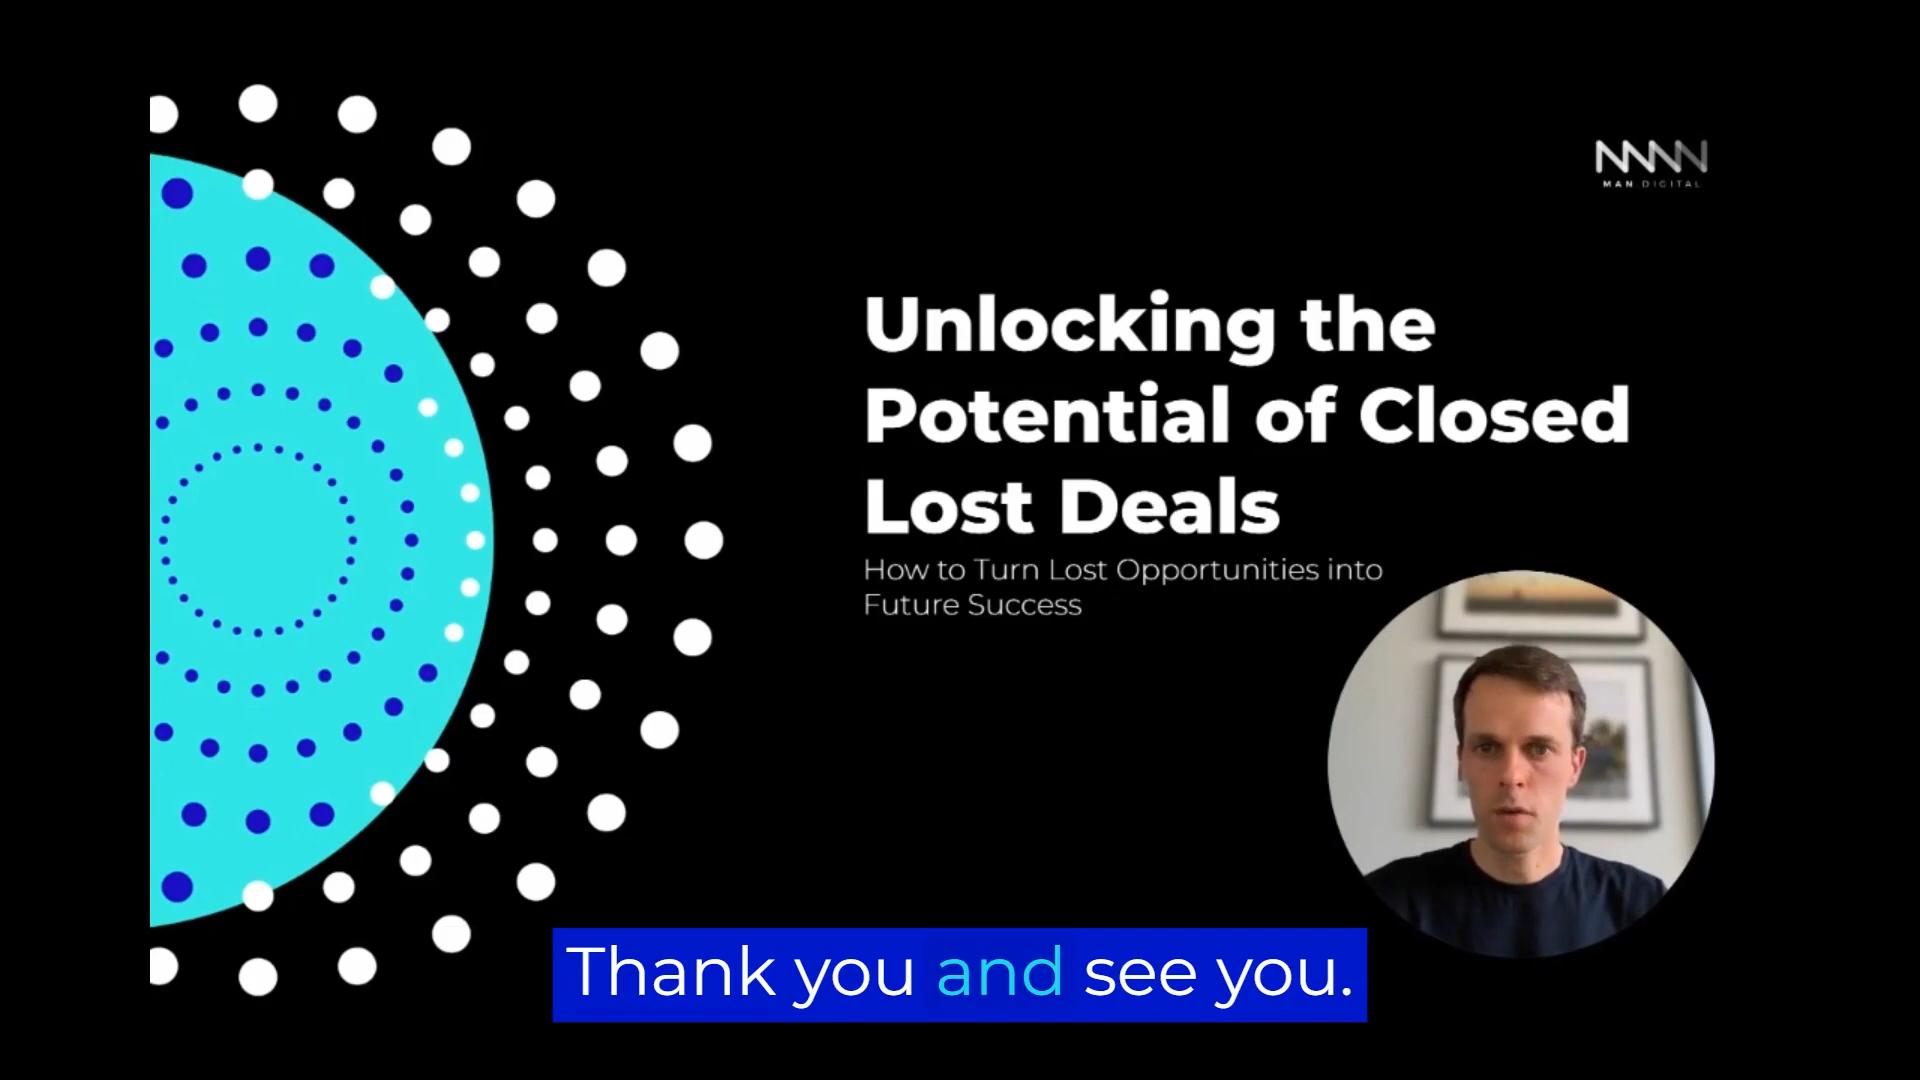 MAN DIGITAL
Unlocking the
Potential of Closed
Lost Deals
How to Turn Lost Opportunities into
Future Success
Thank you and see you.